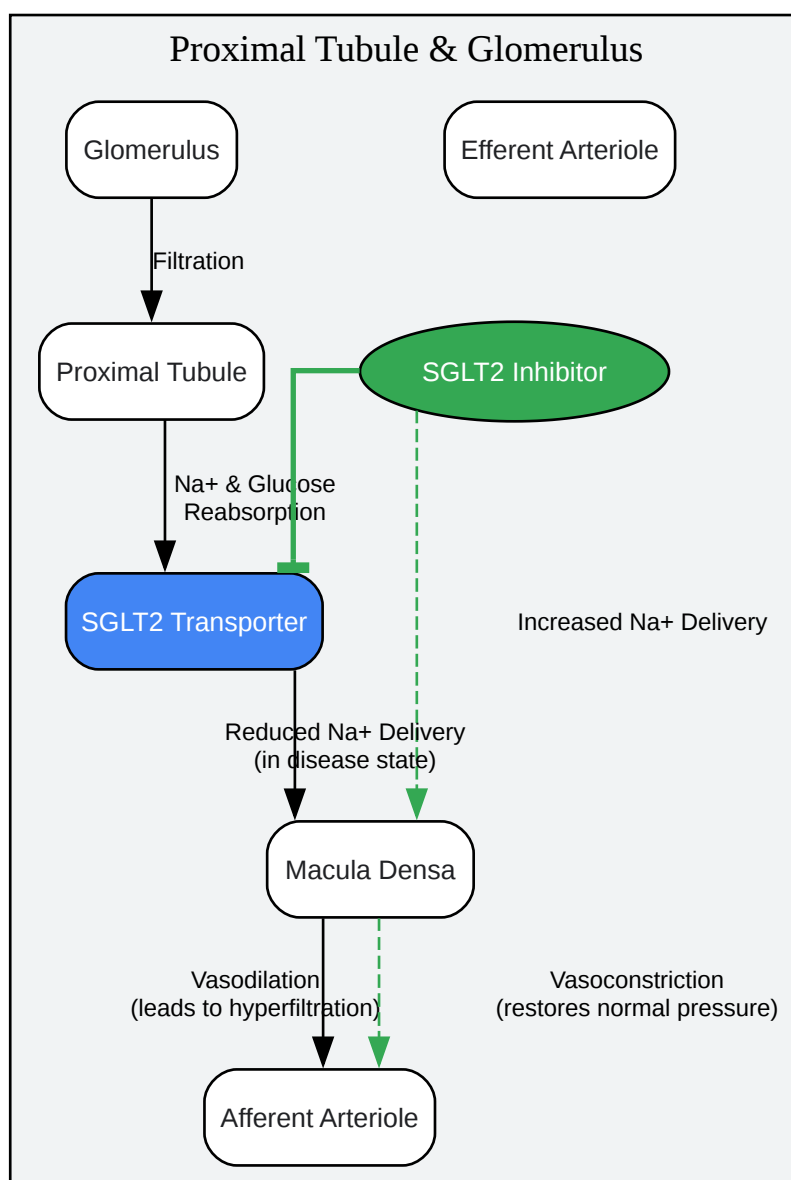 Proximal Tubule & Glomerulus
Glomerulus
Efferent Arteriole
Filtration
Proximal Tubule
SGLT2 Inhibitor
Na+ & Glucose
Reabsorption
SGLT2 Transporter
Increased Na+ Delivery
Reduced Na+ Delivery
(in disease state)
Macula Densa
Vasodilation
(leads to hyperfiltration)
Vasoconstriction
(restores normal pressure)
Afferent Arteriole